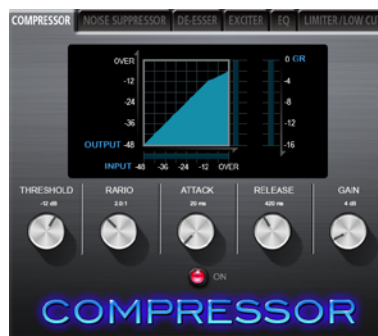 COMPRESSOR NOISE SUPPRESSOR DE-ESSER EXCITER EQ LIMITER/LOW CU
OVER 0 GR
-12 -4
-24 -8
-36 -12
OUTPUT -48 -16
INPUT -48 -36 -24 -12 OVER
THRESHOLD RARIO ATTACK RELEASE GAIN
-12 dB 2.0:1 20 ms 420 ms 4 dB
ON
COMPRESSOR